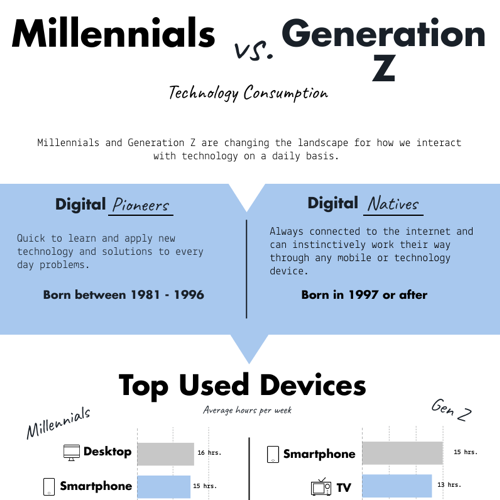 Millennials vs. Generation
Z
Technology Consumption
Millennials and Generation Z are changing the landscape for how we interact
with technology on a daily basis.
Digital Pioneers
Quick to learn and apply new
technology and solutions to every
day problems.
Born between 1981 - 1996
Digital Natives
Always connected to the internet and
can instinctively work their way
through any mobile or technology
device.
Born in 1997 or after
Top Used Devices
Average hours per week
Millennials
Desktop 16 hrs.
Smartphone 15 hrs.
Gen Z
Smartphone 15 hrs.
TV 13 hrs.